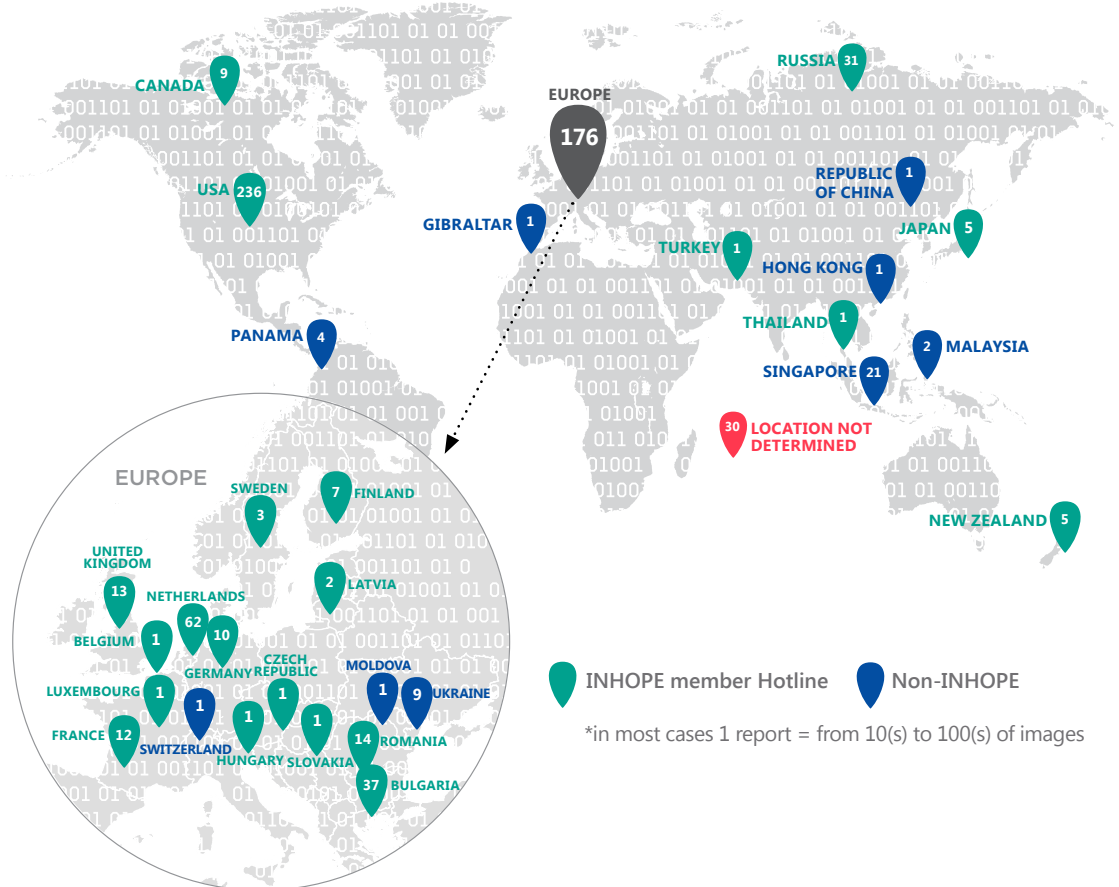 CANADA
9
RUSSIA
31
EUROPE
176
USA
236
REPUBLIC
OF CHINA
1
GIBRALTAR
1
TURKEY
1
JAPAN
5
HONG KONG
1
PANAMA
4
THAILAND
1
MALAYSIA
2
SINGAPORE
21
30
LOCATION NOT
DETERMINED
NEW ZEALAND
5
EUROPE
SWEDEN
3
7
FINLAND
UNITED
KINGDOM
13
2
LATVIA
NETHERLANDS
62
BELGIUM
1
10
GERMANY
CZECH
REPUBLIC
1
MOLDOVA
1
9
UKRAINE
LUXEMBOURG
1
1
SWITZERLAND
FRANCE
12
1
HUNGARY
1
SLOVAKIA
14
ROMANIA
37
BULGARIA
INHOPE member Hotline
Non-INHOPE
*in most cases 1 report = from 10(s) to 100(s) of images